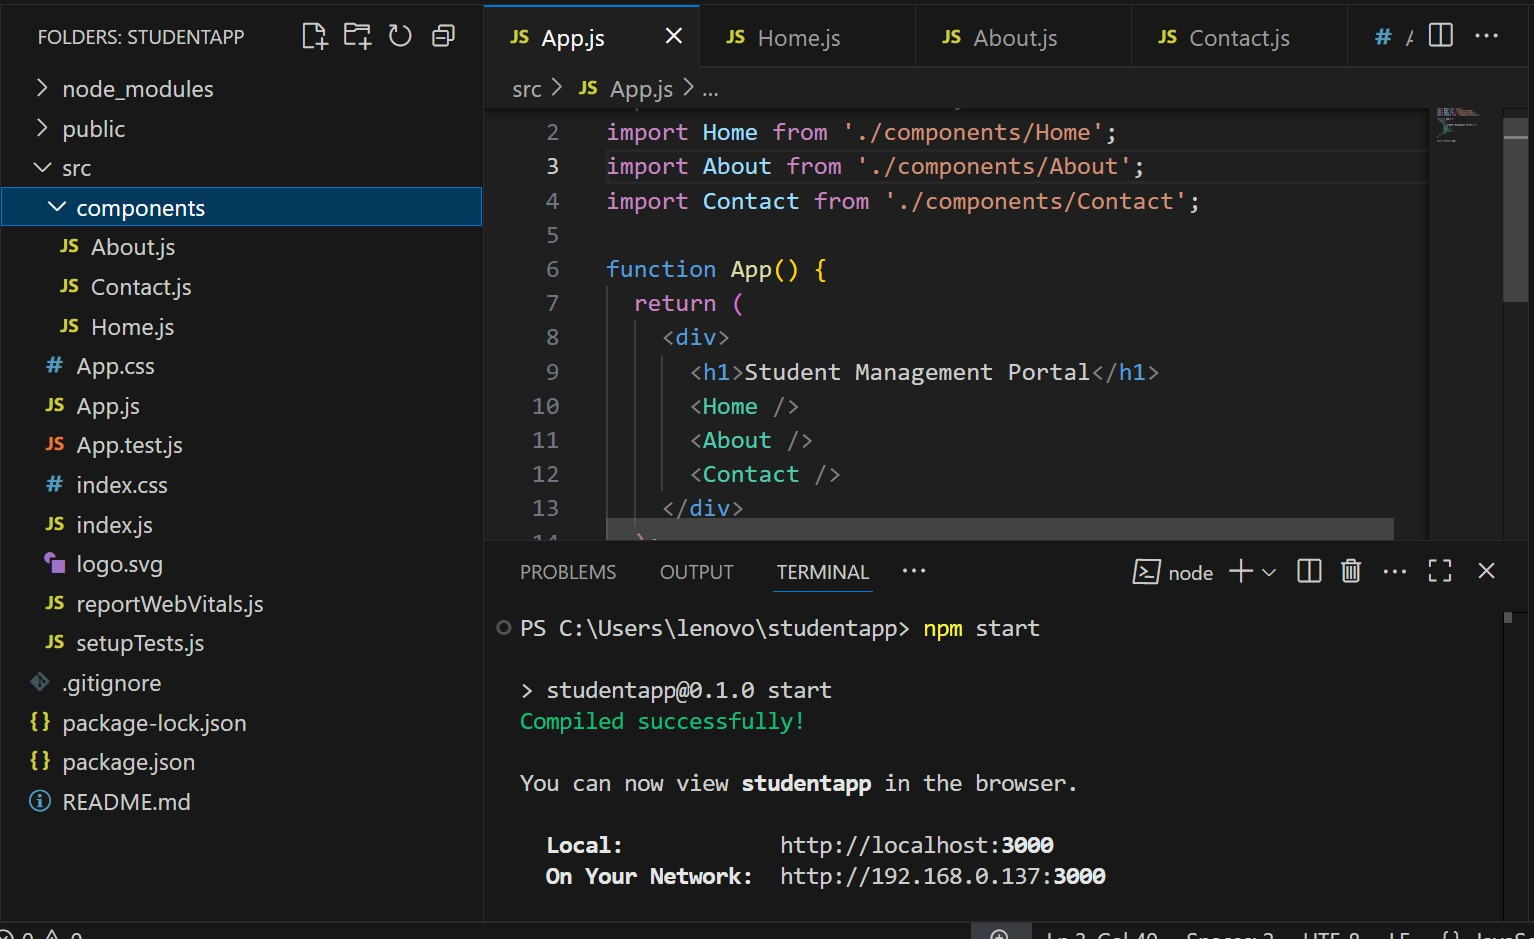 FOLDERS: STUDENTAPP
node_modules
public
src
components
JS About.js
JS Contact.js
JS Home.js
# App.css
JS App.js
JS App.test.js
# index.css
JS index.js
logo.svg
JS reportWebVitals.js
JS setupTests.js
.gitignore
{} package-lock.json
{} package.json
README.md
JS App.js
JS Home.js
JS About.js
JS Contact.js
#
src > JS App.js > ...
2 import Home from './components/Home';
3 import About from './components/About';
4 import Contact from './components/Contact';
5
6 function App() {
7 return (
8 <div>
9 <h1>Student Management Portal</h1>
10 <Home />
11 <About />
12 <Contact />
13 </div>
PROBLEMS OUTPUT TERMINAL ...
node
PS C:\Users\lenovo\studentapp> npm start
> studentapp@0.1.0 start
Compiled successfully!
You can now view studentapp in the browser.
Local: http://localhost:3000
On Your Network: http://192.168.0.137:3000